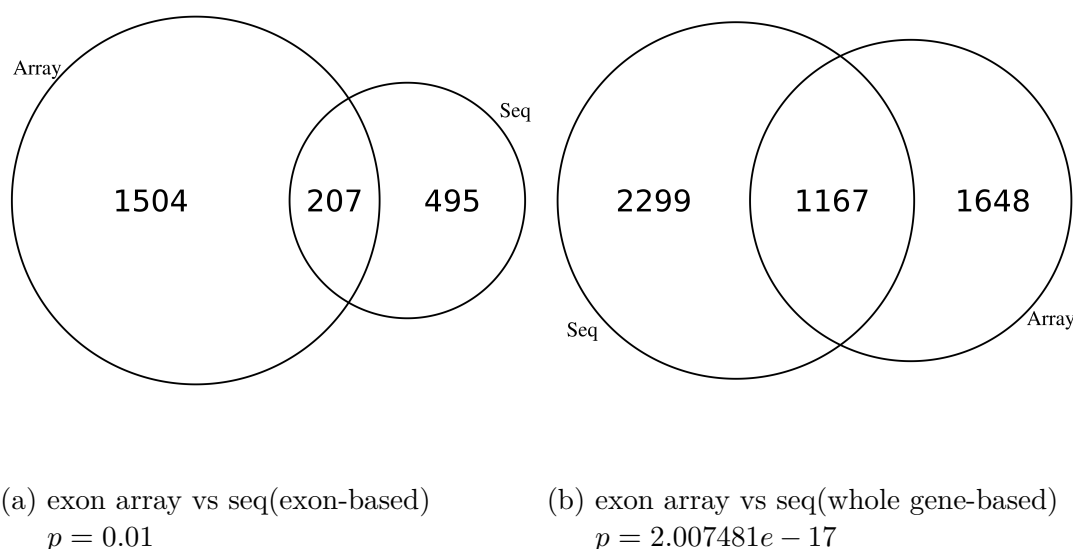 Array
Seq
1504
207
495
2299
1167
1648
Seq
Array
(a) exon array vs seq(exon-based)
p = 0.01
(b) exon array vs seq(whole gene-based)
p = 2.007481e − 17